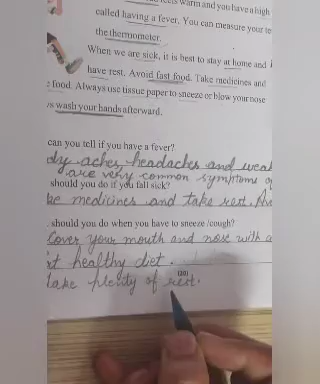 feels warm and you have a high
called having a fever. You can measure your te
the thermometer.
When we are sick, it is best to stay at home and
have rest. Avoid fast food. Take medicines and
food. Always use tissue paper to sneeze or blow your nose
wash your hands afterward.
can you tell if you have a fever?
dy aches, headaches and weak
are very common symptoms o
should you do if you fall sick?
ke medicines and take rest.
should you do when you have to sneeze /cough?
Cover your mouth and nose with a
healthy diet.
(20)
take plenty of rest.